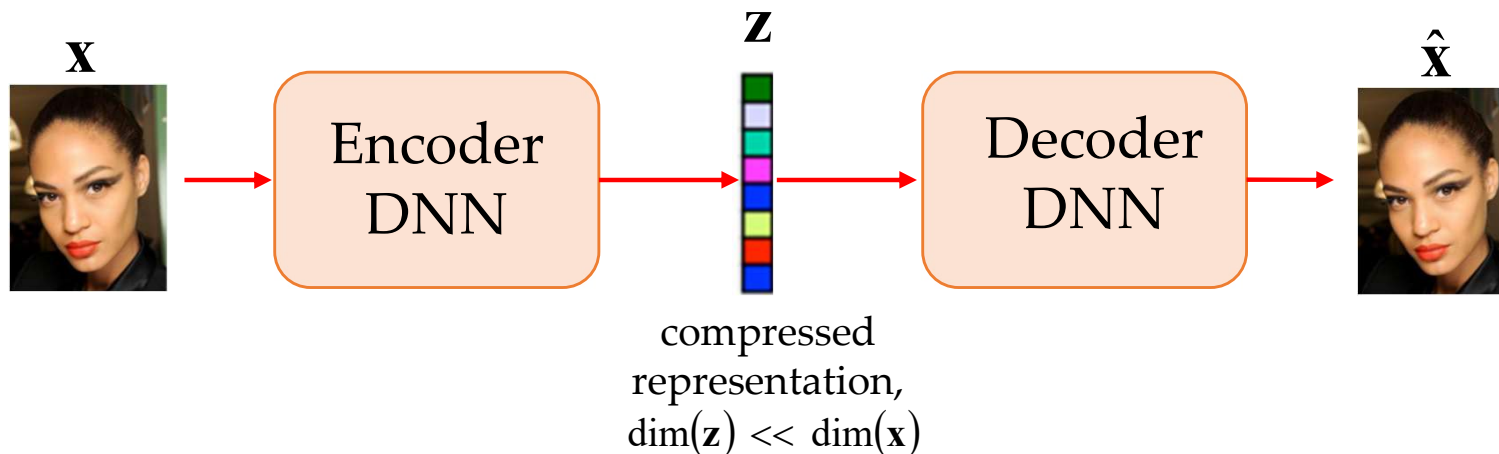 x
Encoder
DNN
z
compressed
representation,
dim(z) << dim(x)
Decoder
DNN
x̂